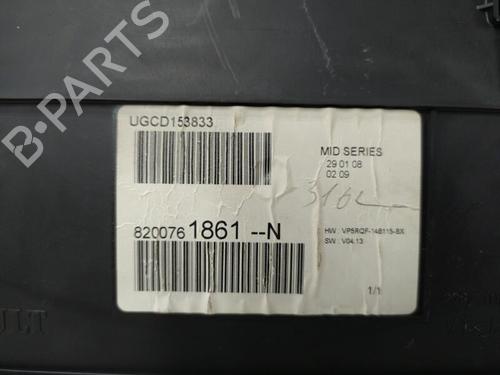 B-PARTS
UGCD153833
MID SERIES
29 01 08
02 09
8200761861 --N
HW : VP5RQF-14B115-BX
SW : V04.13
1/1
ULT